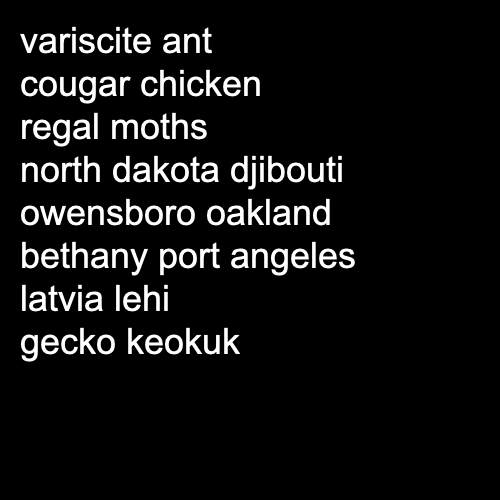 variscite ant
cougar chicken
regal moths
north dakota djibouti
owensboro oakland
bethany port angeles
latvia lehi
gecko keokuk